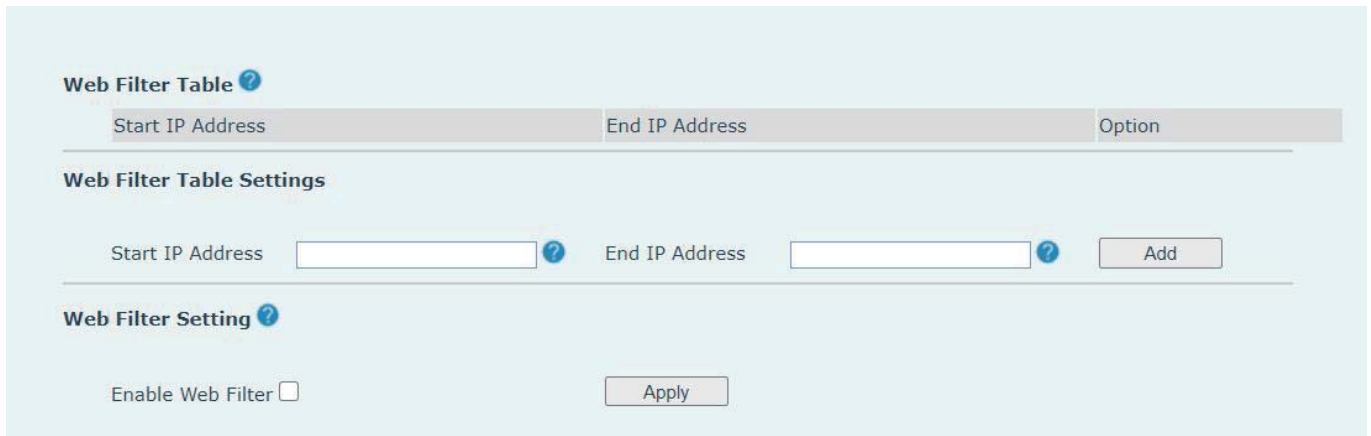 Web Filter Table ?
Start IP Address End IP Address Option
Web Filter Table Settings
Start IP Address ? End IP Address ? Add
Web Filter Setting ?
Enable Web Filter Apply